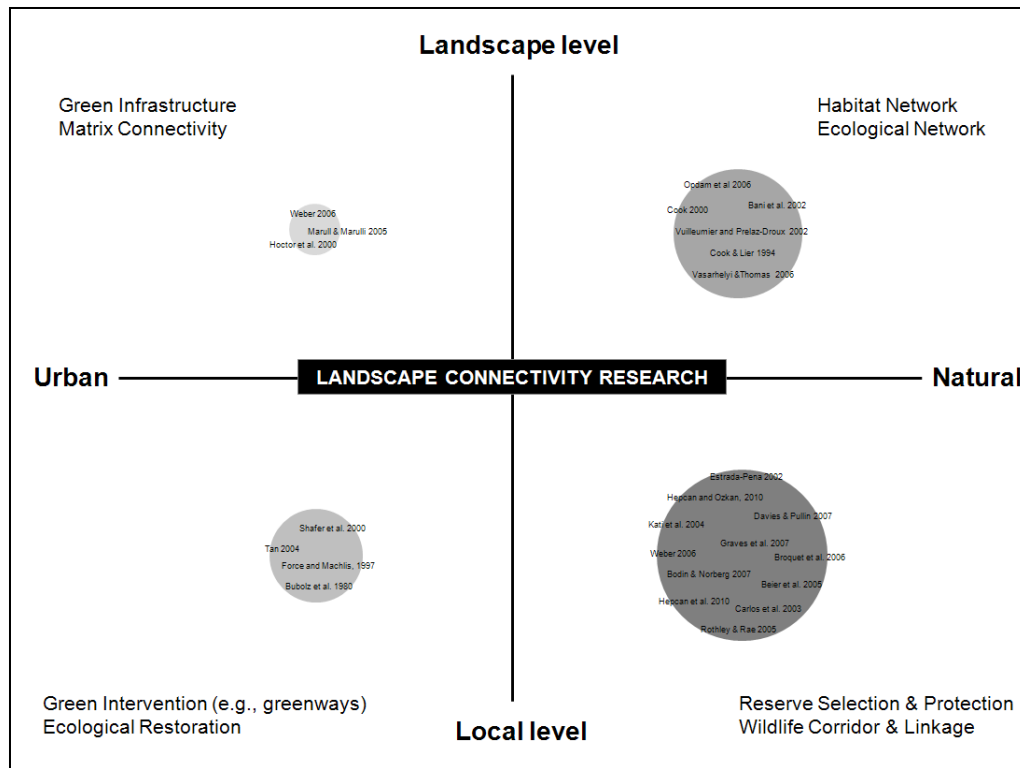 Landscape level
Green Infrastructure
Matrix Connectivity
Habitat Network
Ecological Network
Weber 2006
Marull & Marulli 2005
Hoctor et al. 2000
Opdam et al 2006
Bani et al. 2002
Cook 2000
Vuilleumier and Prelaz-Droux 2002
Cook & Lier 1994
Vasarhelyi &Thomas 2006
Urban
LANDSCAPE CONNECTIVITY RESEARCH
Natural
Shafer et al. 2000
Tan 2004
Force and Machlis, 1997
Bubolz et al. 1980
Estrada-Pena 2002
Hepcan and Ozkan, 2010
Davies & Pullin 2007
Kati et al. 2004
Graves et al. 2007
Weber 2006
Broquet et al. 2006
Bodin & Norberg 2007
Beier et al. 2005
Hepcan et al. 2010
Carlos et al. 2003
Rothley & Rae 2005
Green Intervention (e.g., greenways)
Ecological Restoration
Local level
Reserve Selection & Protection
Wildlife Corridor & Linkage